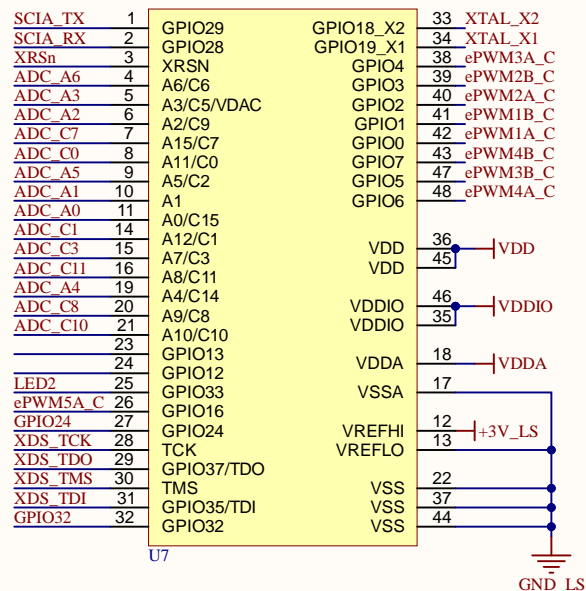 SCIA_TX 1 GPIO29
SCIA_RX 2 GPIO28
XRSn 3 XRSN
ADC_A6 4 A6/C6
ADC_A3 5 A3/C5/VDAC
ADC_A2 6 A2/C9
ADC_C7 7 A15/C7
ADC_C0 8 A11/C0
ADC_A5 9 A5/C2
ADC_A1 10 A1
ADC_A0 11 A0/C15
ADC_C1 14 A12/C1
ADC_C3 15 A7/C3
ADC_C11 16 A8/C11
ADC_A4 19 A4/C14
ADC_C8 20 A9/C8
ADC_C10 21 A10/C10
23 GPIO13
24 GPIO12
LED2 25 GPIO33
ePWM5A_C 26 GPIO16
GPIO24 27 GPIO24
XDS_TCK 28 TCK
XDS_TDO 29 GPIO37/TDO
XDS_TMS 30 TMS
XDS_TDI 31 GPIO35/TDI
GPIO32 32 GPIO32
GPIO18_X2 33 XTAL_X2
GPIO19_X1 34 XTAL_X1
GPIO4 38 ePWM3A_C
GPIO3 39 ePWM2B_C
GPIO2 40 ePWM2A_C
GPIO1 41 ePWM1B_C
GPIO0 42 ePWM1A_C
GPIO7 43 ePWM4B_C
GPIO5 47 ePWM3B_C
GPIO6 48 ePWM4A_C
VDD 36 VDD
VDD 45
VDDIO 46 VDDIO
VDDIO 35
VDDA 18 VDDA
VSSA 17
VREFHI 12 +3V_LS
VREFLO 13
VSS 22
VSS 37
VSS 44
U7
GND_LS